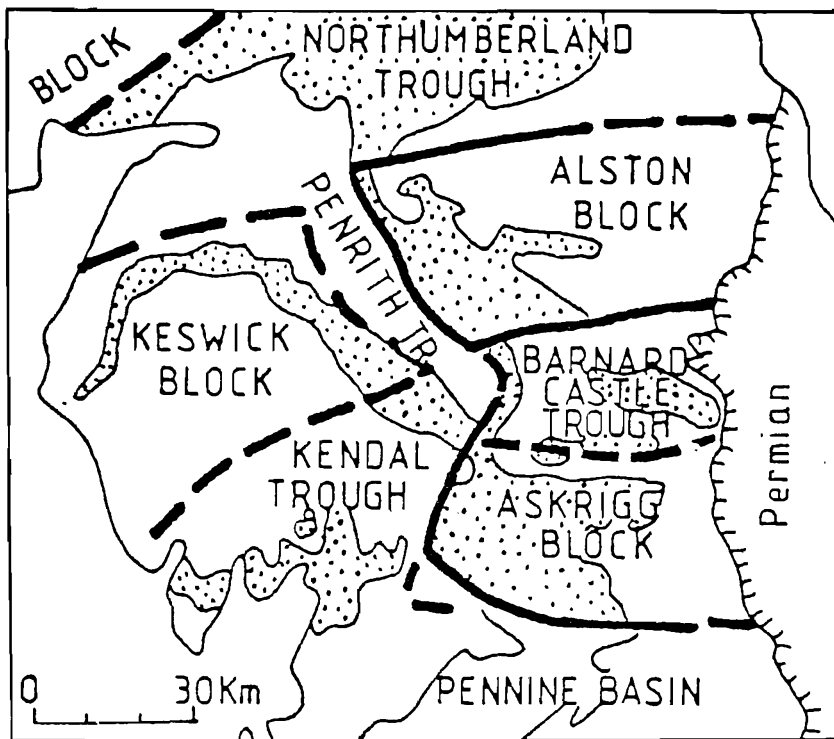 BLOCK
NORTHUMBERLAND
TROUGH
ALSTON
BLOCK
PENRITH TR.
KESWICK
BLOCK
BARNARD
CASTLE
TROUGH
KENDAL
TROUGH
ASKRIGG
BLOCK
Permian
0 30Km
PENNINE BASIN